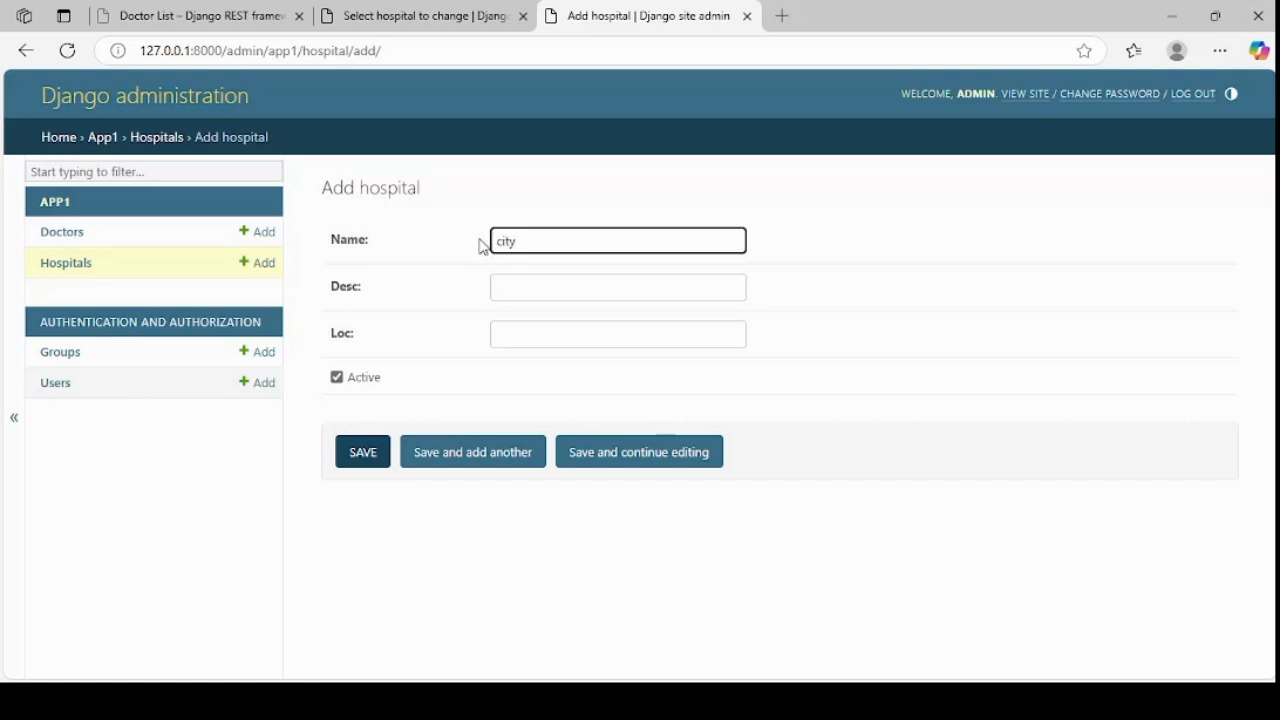 Doctor List – Django REST framew
Select hospital to change | Djang
Add hospital | Django site admin
127.0.0.1:8000/admin/app1/hospital/add/
Django administration
WELCOME, ADMIN. VIEW SITE / CHANGE PASSWORD / LOG OUT
Home › App1 › Hospitals › Add hospital
Start typing to filter...
APP1
Doctors + Add
Hospitals + Add
AUTHENTICATION AND AUTHORIZATION
Groups + Add
Users + Add
«
Add hospital
Name: city
Desc:
Loc:
Active
SAVE Save and add another Save and continue editing